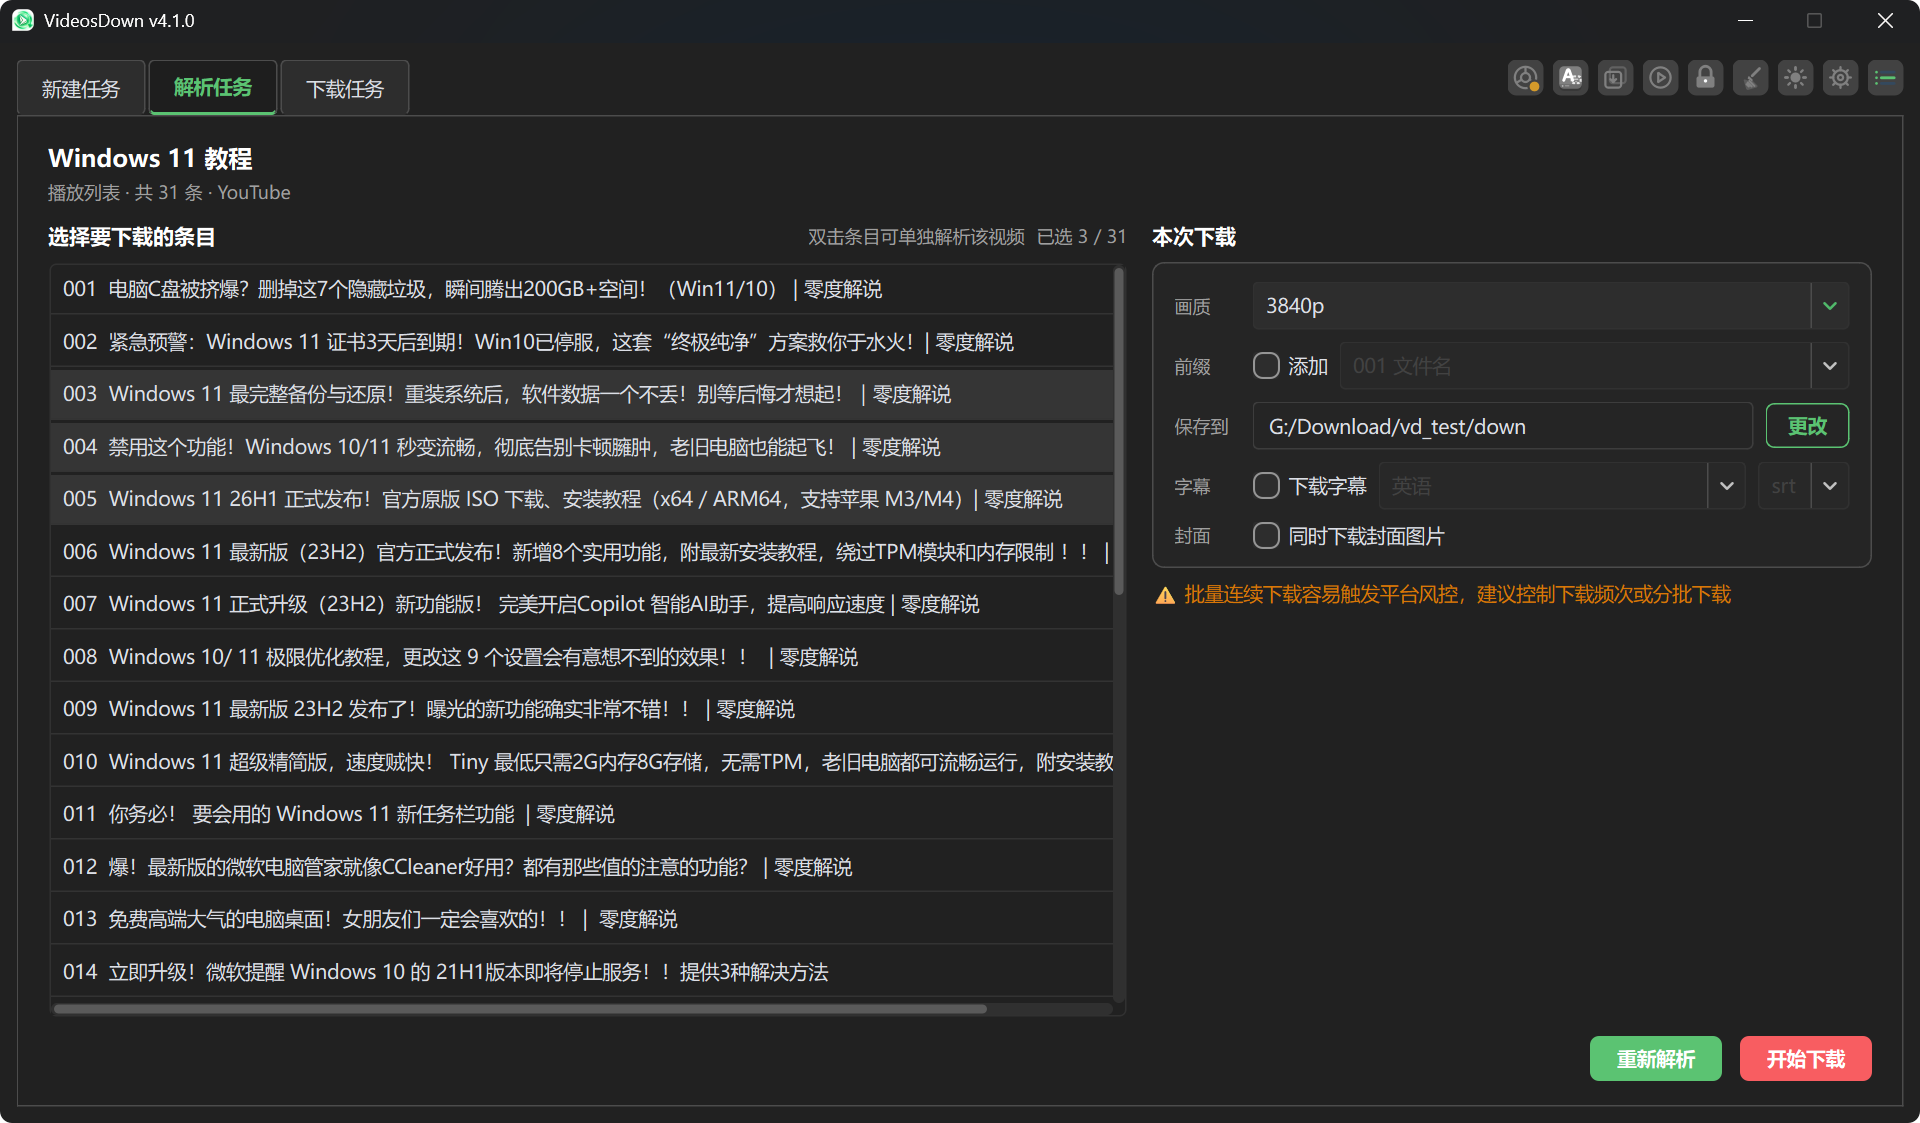 VideosDown v4.1.0
新建任务
解析任务
下载任务
Windows 11 教程
播放列表 · 共 31 条 · YouTube
选择要下载的条目
双击条目可单独解析该视频 已选 3 / 31
001 电脑C盘被挤爆？删掉这7个隐藏垃圾，瞬间腾出200GB+空间！（Win11/10） | 零度解说
002 紧急预警：Windows 11 证书3天后到期！Win10已停服，这套“终极纯净”方案救你于水火！| 零度解说
003 Windows 11 最完整备份与还原！重装系统后，软件数据一个不丢！别等后悔才想起！ | 零度解说
004 禁用这个功能！Windows 10/11 秒变流畅，彻底告别卡顿臃肿，老旧电脑也能起飞！ | 零度解说
005 Windows 11 26H1 正式发布！官方原版 ISO 下载、安装教程（x64 / ARM64，支持苹果 M3/M4）| 零度解说
006 Windows 11 最新版（23H2）官方正式发布！新增8个实用功能，附最新安装教程，绕过TPM模块和内存限制 ！！ |
007 Windows 11 正式升级（23H2）新功能版！ 完美开启Copilot 智能AI助手，提高响应速度 | 零度解说
008 Windows 10/ 11 极限优化教程，更改这 9 个设置会有意想不到的效果！！ | 零度解说
009 Windows 11 最新版 23H2 发布了！曝光的新功能确实非常不错！！ | 零度解说
010 Windows 11 超级精简版，速度贼快！ Tiny 最低只需2G内存8G存储，无需TPM，老旧电脑都可流畅运行，附安装教
011 你务必！ 要会用的 Windows 11 新任务栏功能 | 零度解说
012 爆！最新版的微软电脑管家就像CCleaner好用？都有那些值的注意的功能？ | 零度解说
013 免费高端大气的电脑桌面！女朋友们一定会喜欢的！！ | 零度解说
014 立即升级！微软提醒 Windows 10 的 21H1版本即将停止服务！！提供3种解决方法
本次下载
画质 3840p
前缀 添加 001 文件名
保存到 G:/Download/vd_test/down 更改
字幕 下载字幕 英语 srt
封面 同时下载封面图片
批量连续下载容易触发平台风控，建议控制下载频次或分批下载
重新解析
开始下载